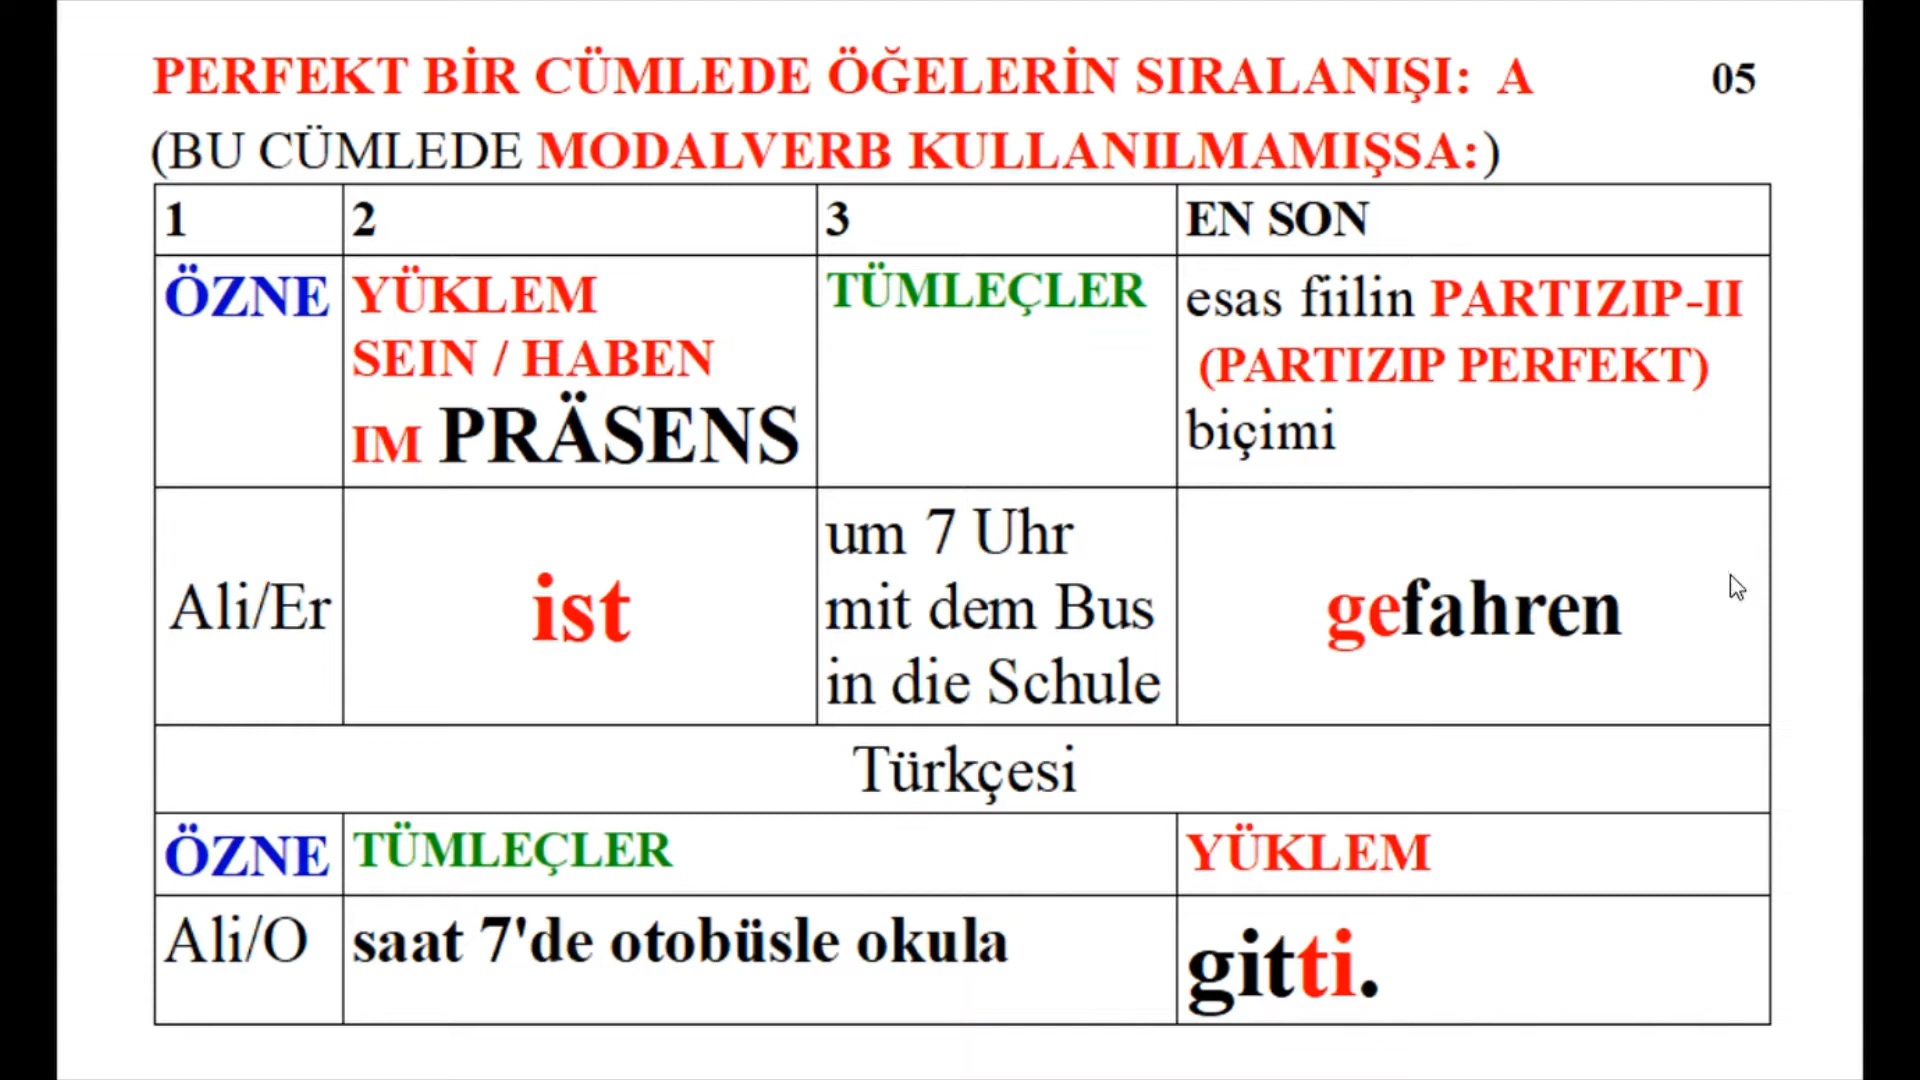 PERFEKT BİR CÜMLEDE ÖĞELERİN SIRALANIŞI: A 05
(BU CÜMLEDE MODALVERB KULLANILMAMIŞSA:)
1 2 3 EN SON
ÖZNE
YÜKLEM
SEIN / HABEN
IM PRÄSENS
TÜMLEÇLER
esas fiilin PARTIZIP-II
(PARTIZIP PERFEKT)
biçimi
Ali/Er
ist
um 7 Uhr
mit dem Bus
in die Schule
gefahren
Türkçesi
ÖZNE TÜMLEÇLER YÜKLEM
Ali/O saat 7'de otobüsle okula gitti.